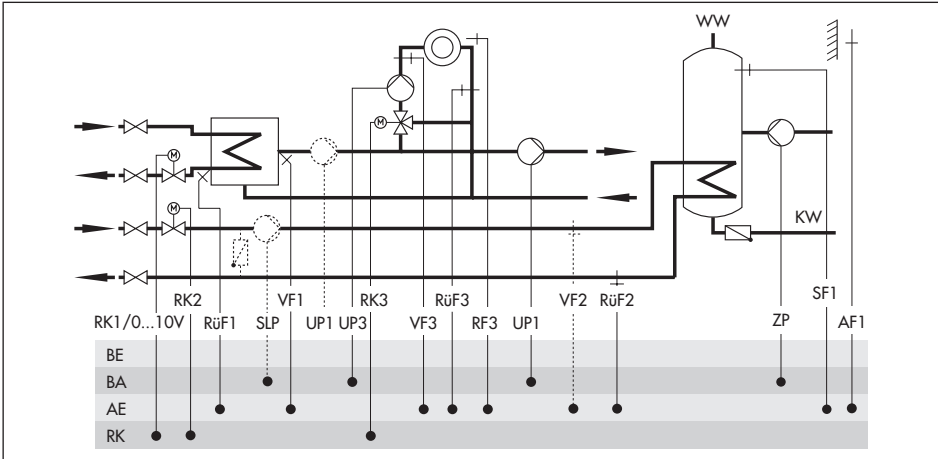 WW
M
M
M
KW
RK2 VF1 RK3 RüF3 VF2 RüF2 SF1
RK1/0...10V RüF1 SLP UP1 UP3 VF3 RF3 UP1 ZP AF1
BE
BA
AE
RK